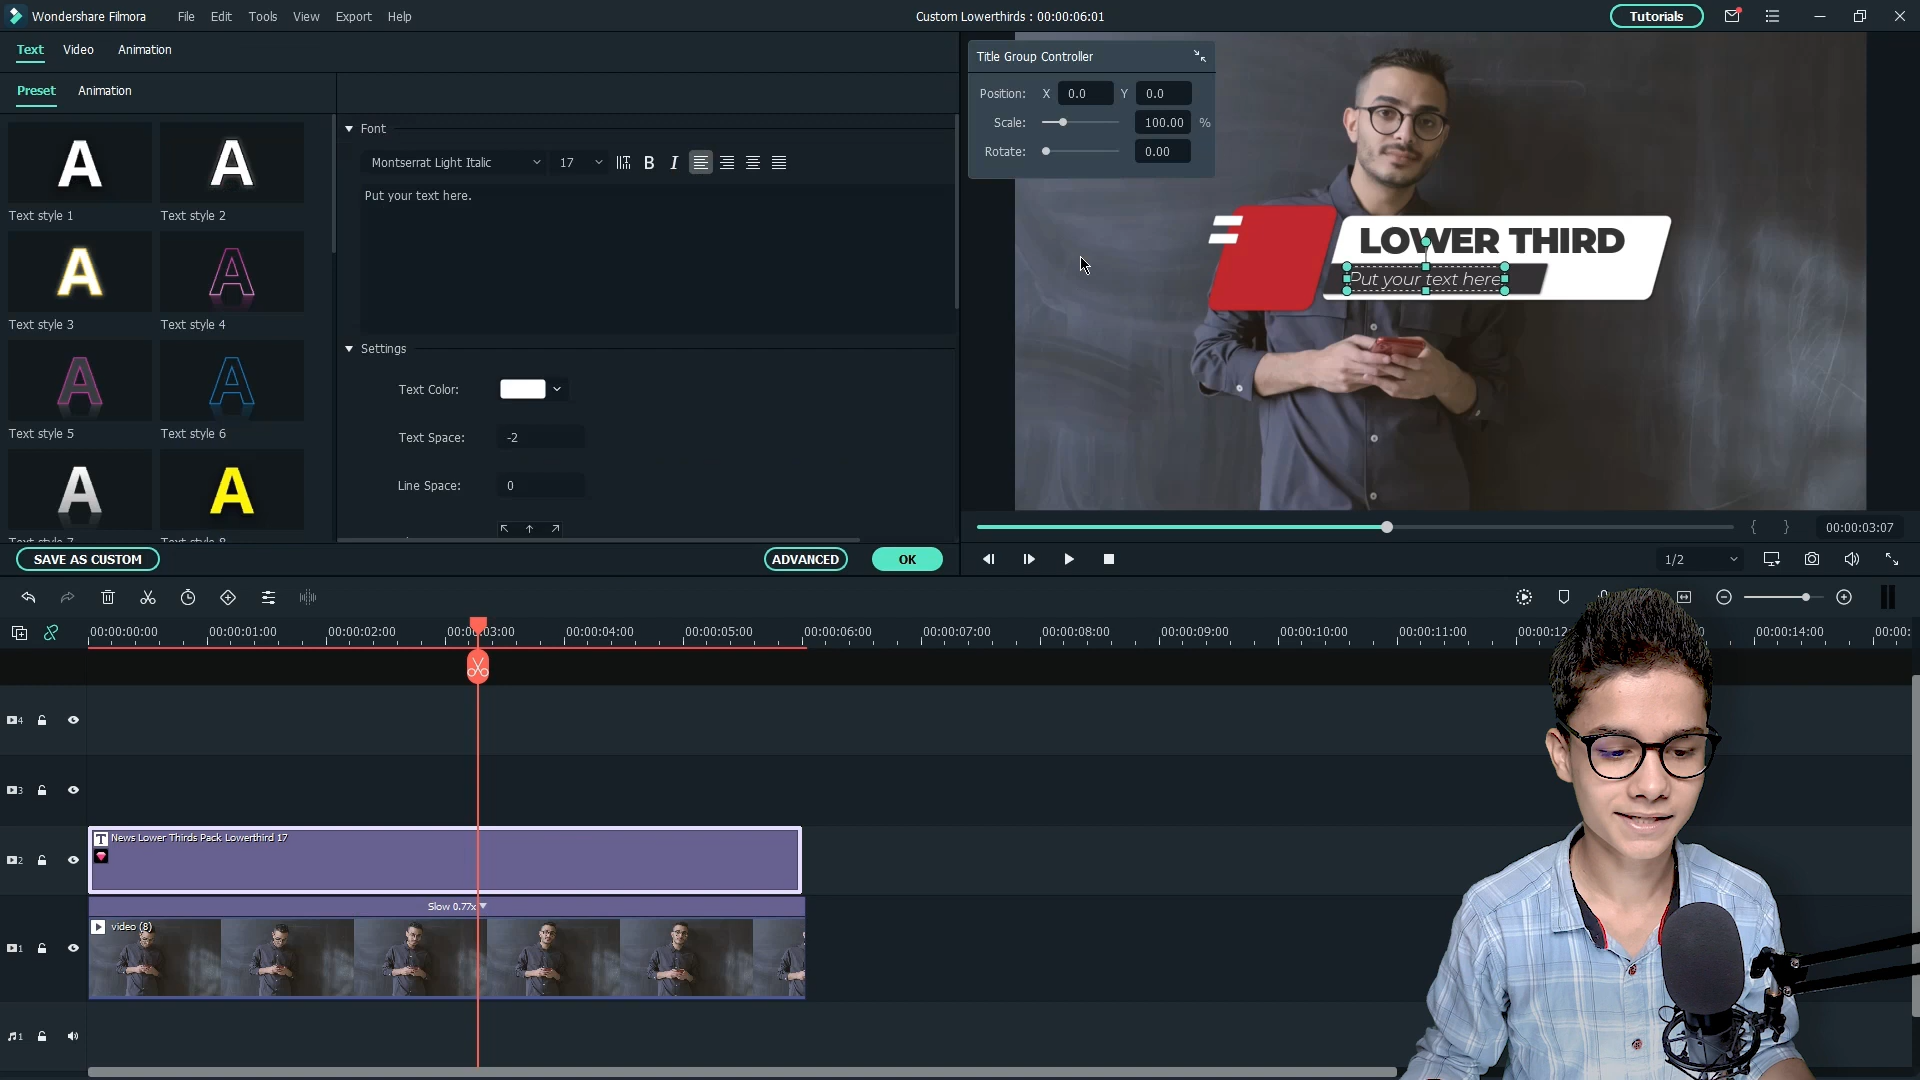 Wondershare Filmora
File Edit Tools View Export Help
Custom Lowerthirds : 00:00:06:01
Tutorials
Text Video Animation
Preset Animation
Text style 1
Text style 2
Text style 3
Text style 4
Text style 5
Text style 6
Text style 7
Text style 8
Font
Montserrat Light Italic 17 B I
Put your text here.
Settings
Text Color:
Text Space: -2
Line Space: 0
SAVE AS CUSTOM
ADVANCED
OK
Title Group Controller
Position: X 0.0 Y 0.0
Scale: 100.00 %
Rotate: 0.00
LOWER THIRD
Put your text here
{ } 00:00:03:07
1/2
00:00:00:00 00:00:01:00 00:00:02:00 00:00:03:00 00:00:04:00 00:00:05:00 00:00:06:00 00:00:07:00 00:00:08:00 00:00:09:00 00:00:10:00 00:00:11:00 00:00:12 00:00:14:00 00:00:
4
3
2
T News Lower Thirds Pack Lowerthird 17
Slow 0.77x
1
video (8)
1